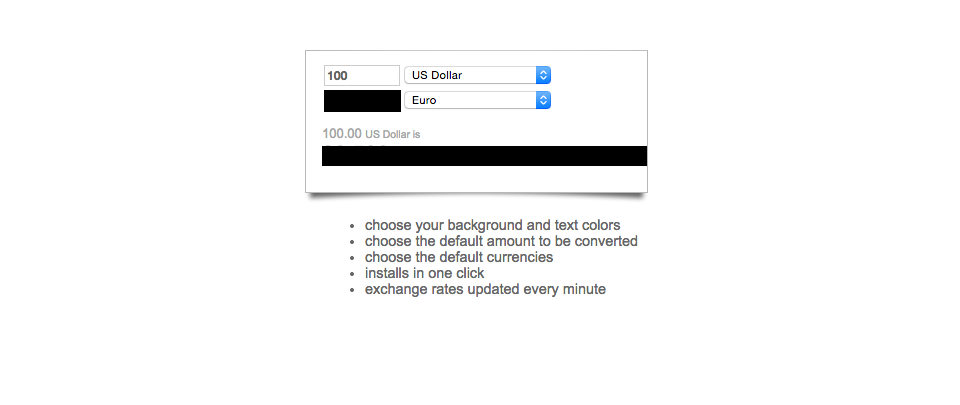 100 US Dollar
Euro
100.00 US Dollar is
• choose your background and text colors
• choose the default amount to be converted
• choose the default currencies
• installs in one click
• exchange rates updated every minute